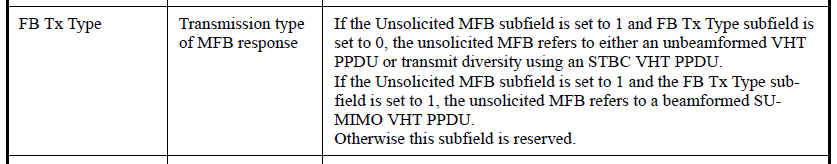 FB Tx Type
Transmission type
of MFB response
If the Unsolicited MFB subfield is set to 1 and FB Tx Type subfield is
set to 0, the unsolicited MFB refers to either an unbeamformed VHT
PPDU or transmit diversity using an STBC VHT PPDU.
If the Unsolicited MFB subfield is set to 1 and the FB Tx Type sub-
field is set to 1, the unsolicited MFB refers to a beamformed SU-
MIMO VHT PPDU.
Otherwise this subfield is reserved.